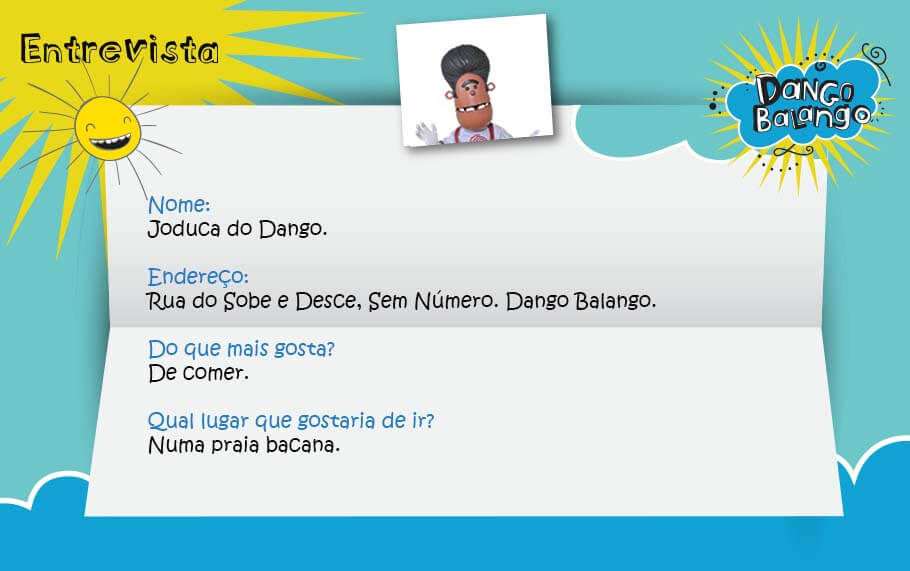 Entrevista
Dango
Balango
Nome:
Joduca do Dango.
Endereço:
Rua do Sobe e Desce, Sem Número. Dango Balango.
Do que mais gosta?
De comer.
Qual lugar que gostaria de ir?
Numa praia bacana.